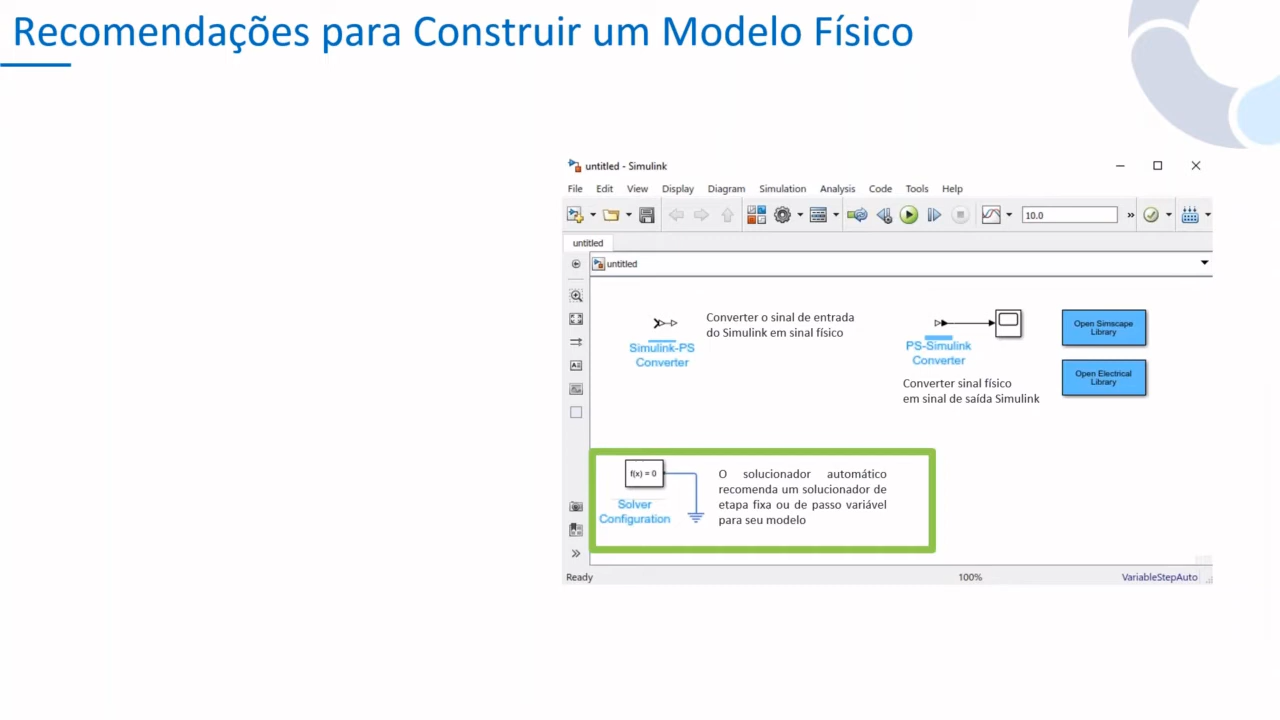 Recomendações para Construir um Modelo Físico
untitled - Simulink
File Edit View Display Diagram Simulation Analysis Code Tools Help
10.0
»
untitled
untitled
Converter o sinal de entrada
do Simulink em sinal físico
Simulink-PS
Converter
PS-Simulink
Converter
Converter sinal físico
em sinal de saída Simulink
Open Simscape
Library
Open Electrical
Library
f(x) = 0
Solver
Configuration
O solucionador automático
recomenda um solucionador de
etapa fixa ou de passo variável
para seu modelo
Ready
100%
VariableStepAuto